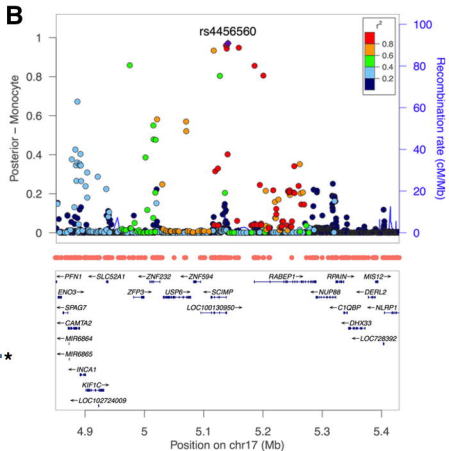 B
rs4456560
r²
0.8
0.6
0.4
0.2
Posterior – Monocyte
1
0.8
0.6
0.4
0.2
0
Recombination rate (cM/Mb)
100
80
60
40
20
0
←PFN1 ←SLC52A1 ZNF232→ ZNF594→ RABEP1→ RPAIN→ MIS12→
ENO3→ ZFP3→ USP6→ SCIMP→ ←NUP88 DERL2→
←SPAG7 LOC100130950→ ←C1QBP ←NLRP1
←CAMTA2 ←DHX33
←MIR6864 LOC728392→
*
←MIR6865
←INCA1
KIF1C→
←LOC102724009
4.9 5 5.1 5.2 5.3 5.4
Position on chr17 (Mb)